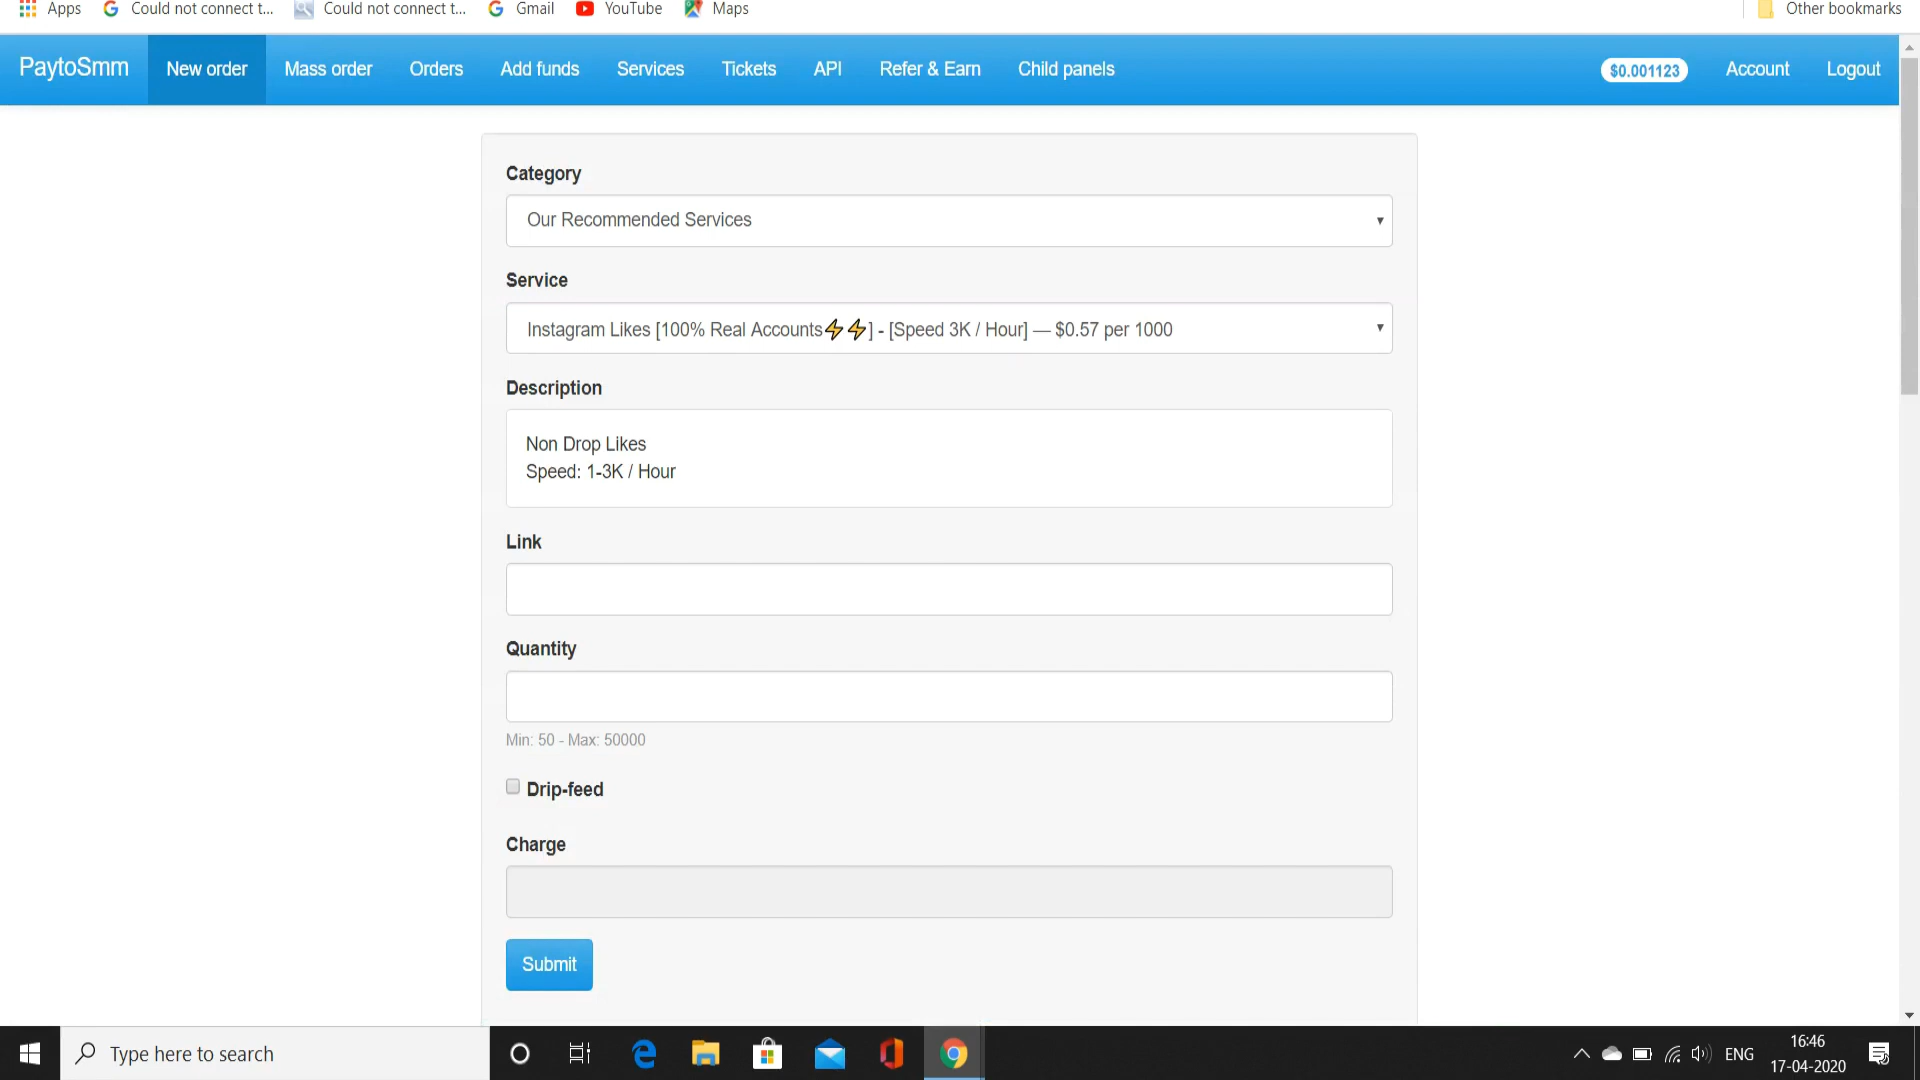 Apps Could not connect t... Could not connect t... Gmail YouTube Maps Other bookmarks
PaytoSmm New order Mass order Orders Add funds Services Tickets API Refer & Earn Child panels $0.001123 Account Logout
Category
Our Recommended Services
Service
Instagram Likes [100% Real Accounts⚡⚡] - [Speed 3K / Hour] — $0.57 per 1000
Description
Non Drop Likes
Speed: 1-3K / Hour
Link
Quantity
Min: 50 - Max: 50000
Drip-feed
Charge
Submit
Type here to search
ENG
16:46
17-04-2020